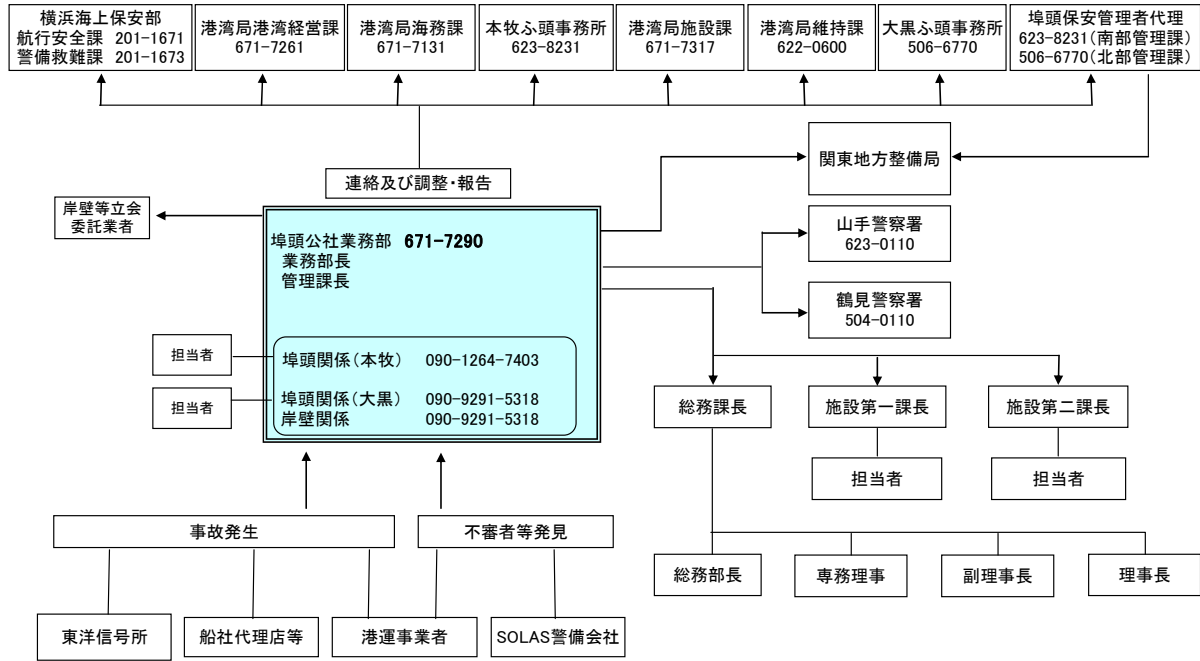 横浜海上保安部
航行安全課 201-1671
警備救難課 201-1673
港湾局港湾経営課
671-7261
港湾局海務課
671-7131
本牧ふ頭事務所
623-8231
港湾局施設課
671-7317
港湾局維持課
622-0600
大黒ふ頭事務所
506-6770
埠頭保安管理者代理
623-8231(南部管理課)
506-6770(北部管理課)
関東地方整備局
連絡及び調整・報告
岸壁等立会
委託業者
埠頭公社業務部 671-7290
業務部長
管理課長
山手警察署
623-0110
鶴見警察署
504-0110
担当者
埠頭関係(本牧) 090-1264-7403
担当者
埠頭関係(大黒) 090-9291-5318
岸壁関係 090-9291-5318
総務課長
施設第一課長
施設第二課長
担当者
担当者
事故発生
不審者等発見
総務部長
専務理事
副理事長
理事長
東洋信号所
船社代理店等
港運事業者
SOLAS警備会社